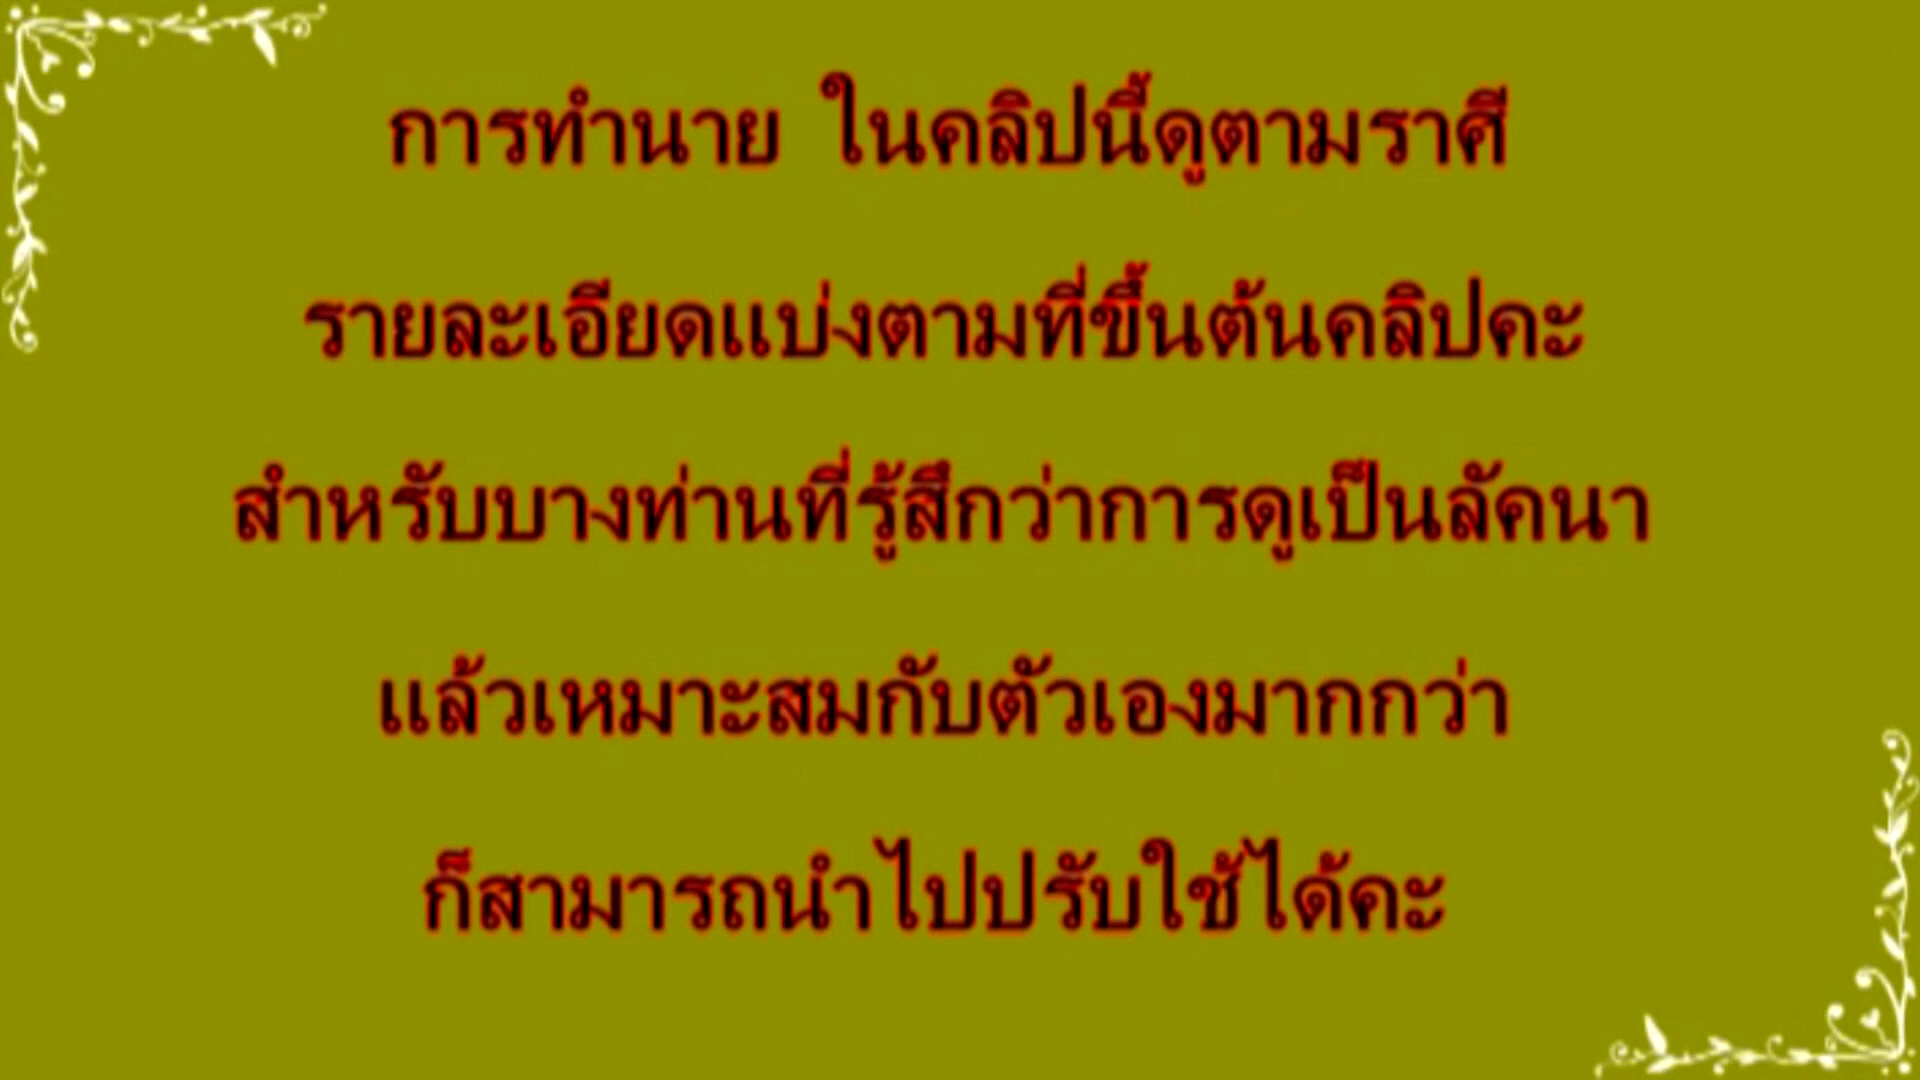 การทำนาย ในคลิปนี้ดูตามราศี
รายละเอียดแบ่งตามที่ขึ้นต้นคลิปคะ
สำหรับบางท่านที่รู้สึกว่าการดูเป็นลัคนา
แล้วเหมาะสมกับตัวเองมากกว่า
ก็สามารถนำไปปรับใช้ได้คะ